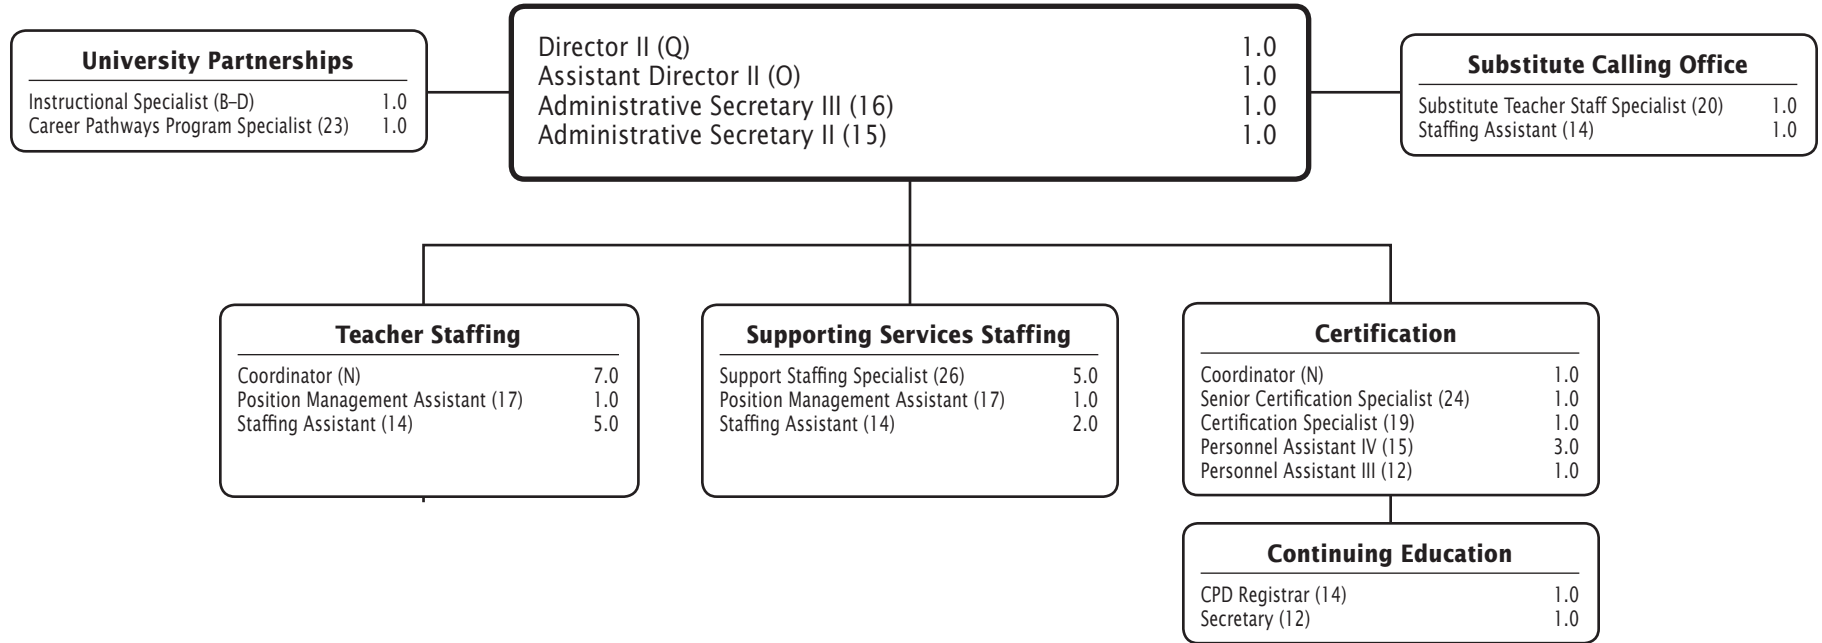 University Partnerships
Instructional Specialist (B–D) 1.0
Career Pathways Program Specialist (23) 1.0
Director II (Q) 1.0
Assistant Director II (O) 1.0
Administrative Secretary III (16) 1.0
Administrative Secretary II (15) 1.0
Substitute Calling Office
Substitute Teacher Staff Specialist (20) 1.0
Staffing Assistant (14) 1.0
Teacher Staffing
Coordinator (N) 7.0
Position Management Assistant (17) 1.0
Staffing Assistant (14) 5.0
Supporting Services Staffing
Support Staffing Specialist (26) 5.0
Position Management Assistant (17) 1.0
Staffing Assistant (14) 2.0
Certification
Coordinator (N) 1.0
Senior Certification Specialist (24) 1.0
Certification Specialist (19) 1.0
Personnel Assistant IV (15) 3.0
Personnel Assistant III (12) 1.0
Continuing Education
CPD Registrar (14) 1.0
Secretary (12) 1.0